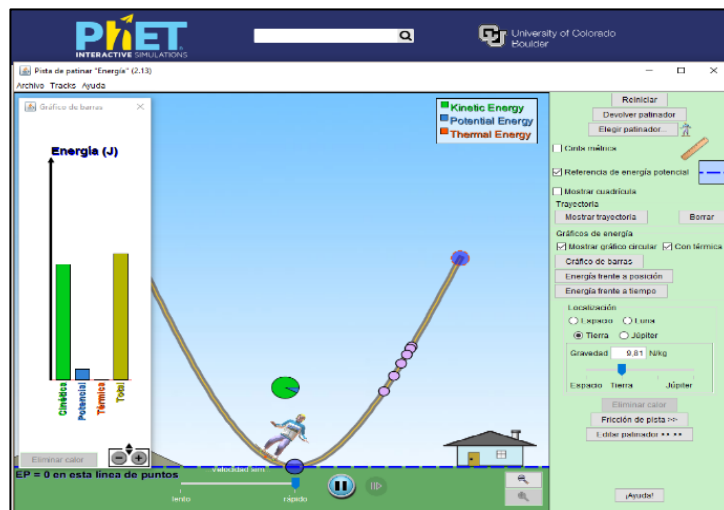 PhET
INTERACTIVE SIMULATIONS
University of Colorado
Boulder
Pista de patinar "Energía" (2.13)
Archivo Tracks Ayuda
Gráfico de barras
Energía (J)
Cinética
Potencial
Térmica
Total
Eliminar calor
Kinetic Energy
Potential Energy
Thermal Energy
EP = 0 en esta línea de puntos
lento
rápido
Reiniciar
Devolver patinador
Elegir patinador...
Cinta métrica
Referencia de energía potencial
Mostrar cuadrícula
Trayectoria
Mostrar trayectoria
Borrar
Gráficos de energía
Mostrar gráfico circular
Con térmica
Gráfico de barras
Energía frente a posición
Energía frente a tiempo
Localización
Espacio
Luna
Tierra
Júpiter
Gravedad 9,81 N/kg
Espacio Tierra Júpiter
Eliminar calor
Fricción de pista >>
Editar patinador
¡Ayuda!